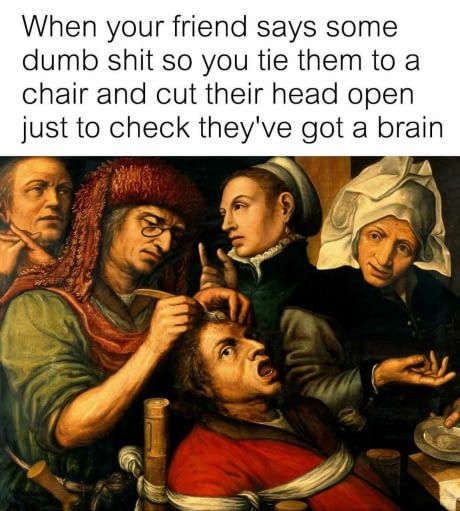 When your friend says some
dumb shit so you tie them to a
chair and cut their head open
just to check they've got a brain